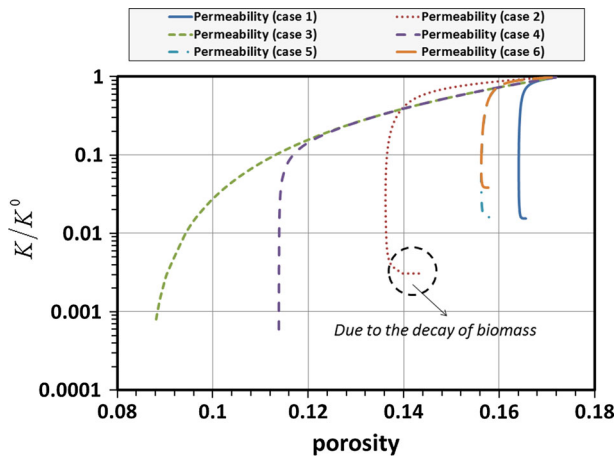 Permeability (case 1) Permeability (case 2)
Permeability (case 3) Permeability (case 4)
Permeability (case 5) Permeability (case 6)
1
0.1
0.01
0.001
0.0001
K/K⁰
Due to the decay of biomass
0.08 0.1 0.12 0.14 0.16 0.18
porosity